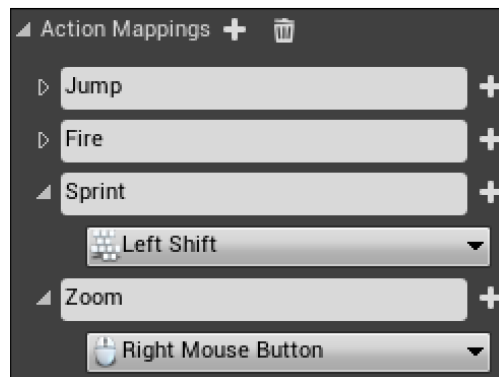 Action Mappings
Jump
Fire
Sprint
Left Shift
Zoom
Right Mouse Button